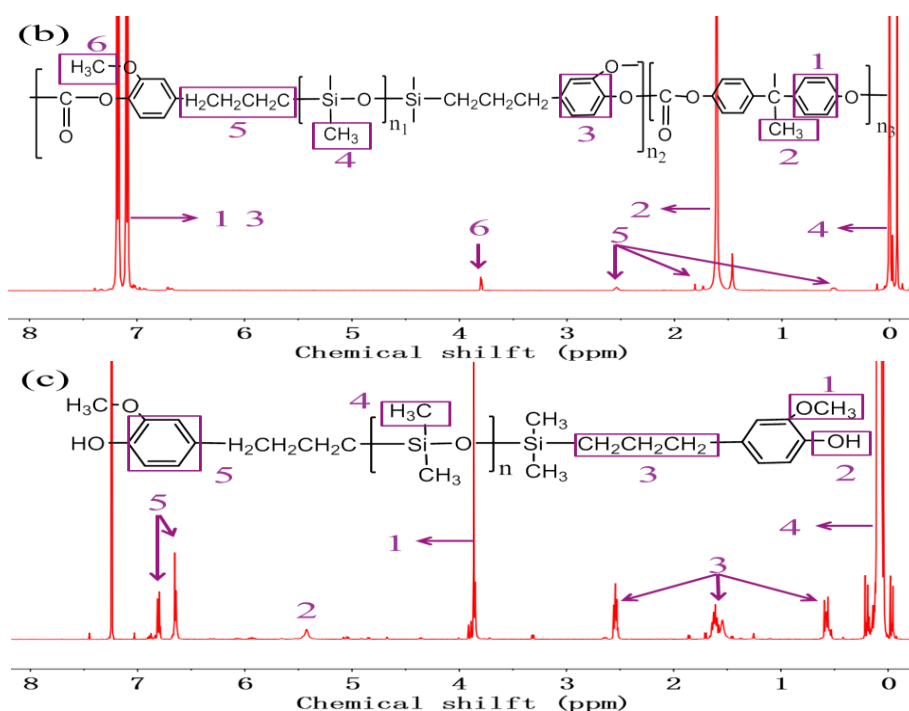 (b)
6
H₃C
O
C
O
O
H₂CH₂CH₂C
5
Si
O
n₁
CH₃
4
Si
CH₂CH₂CH₂
O
3
O
n₂
C
O
O
1
O
CH₃
2
n₃
1 3
6
5
2
4
8 7 6 5 4 3 2 1 0
Chemical shilft (ppm)
(c)
H₃C
O
HO
5
H₂CH₂CH₂C
4
H₃C
Si
O
CH₃
n
CH₃
Si
CH₃
CH₂CH₂CH₂
3
1
OCH₃
OH
2
5
2
1
3
4
8 7 6 5 4 3 2 1 0
Chemical shilft (ppm)